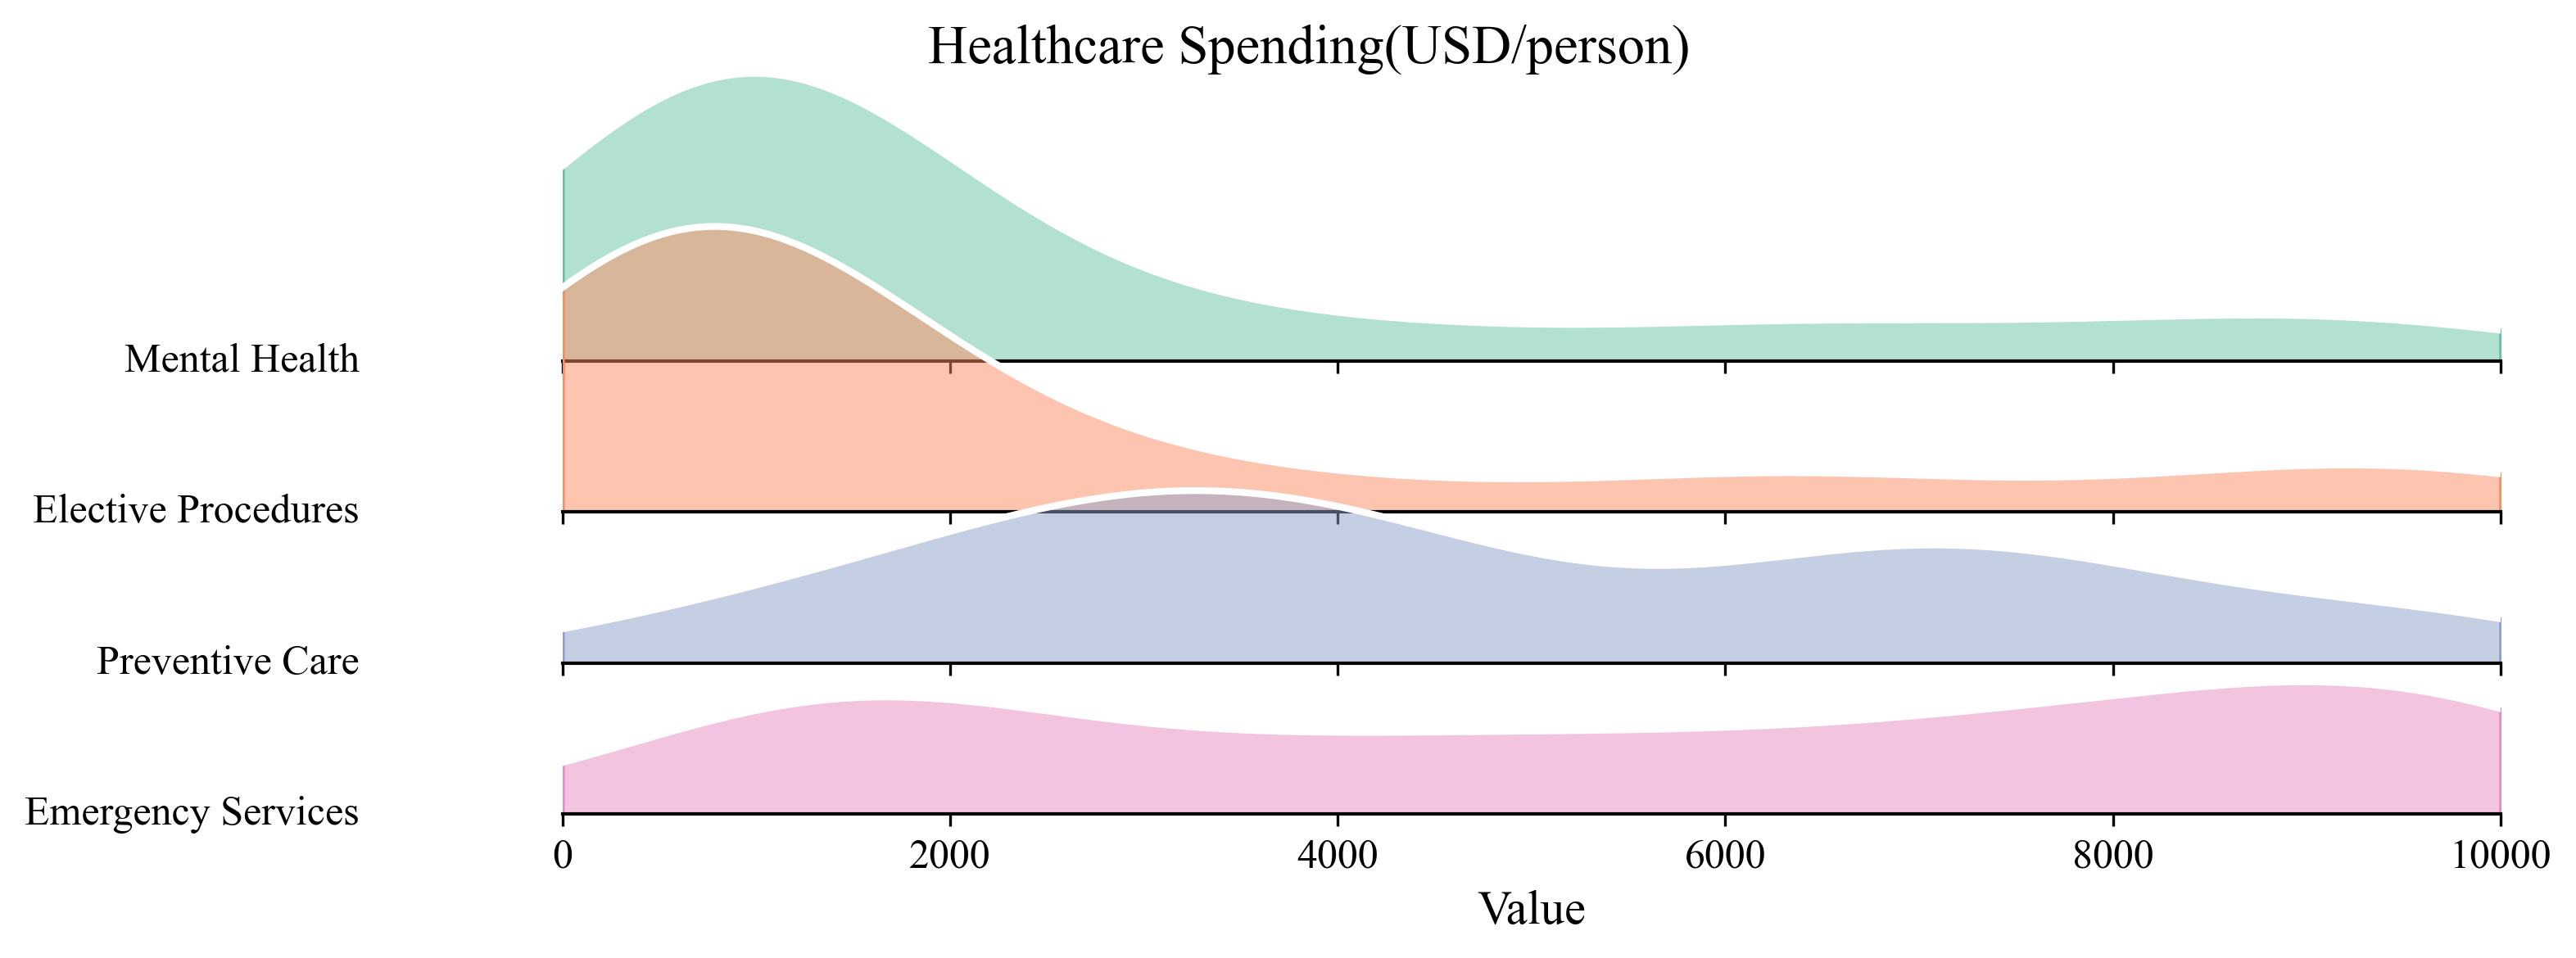 Healthcare Spending(USD/person)
Mental Health
Elective Procedures
Preventive Care
Emergency Services
0 2000 4000 6000 8000 10000
Value